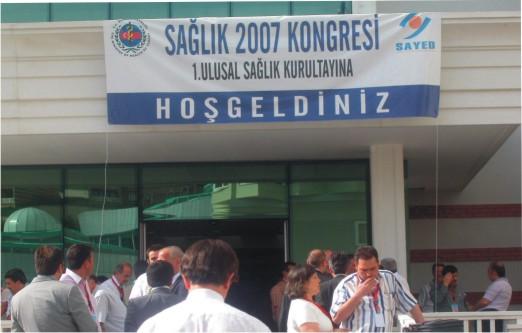 SAĞLIK 2007 KONGRESİ
SAYED
1.ULUSAL SAĞLIK KURULTAYINA
HOŞGELDİNİZ